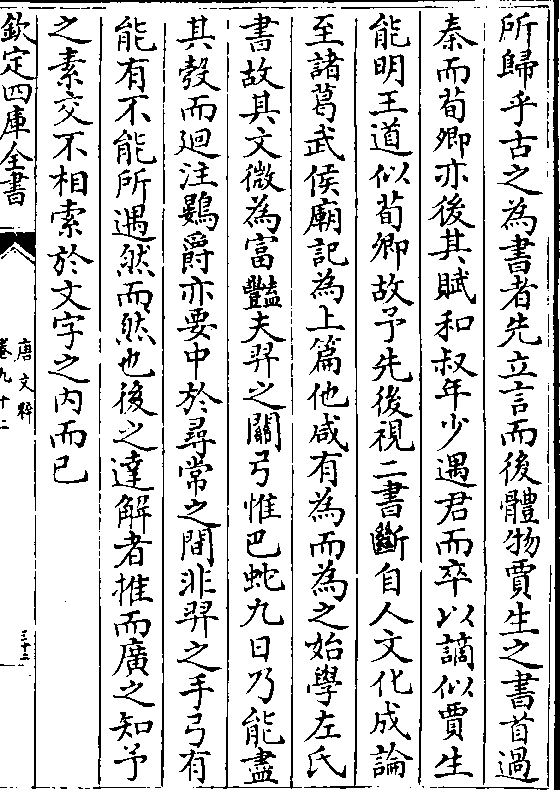 所歸乎古之為書者先立言而後體物賈生之書首過
秦而荀卿亦後其賦和叔年少遇君而卒以謫似賈生
能明王道似荀卿故予先後視二書斷自人文化成論
至諸葛武侯廟記為上篇他咸有為而為之始學左氏
書故其文微為富豔夫羿之關弓惟巴蛇九日乃能盡
其彀而廻注鷃爵亦要中於尋常之間非羿之手弓有
能有不能所遇然而然也後之達解者推而廣之知予
之素交不相索於文字之内而已
欽定四庫全書
唐文粹
卷九十二
三十二